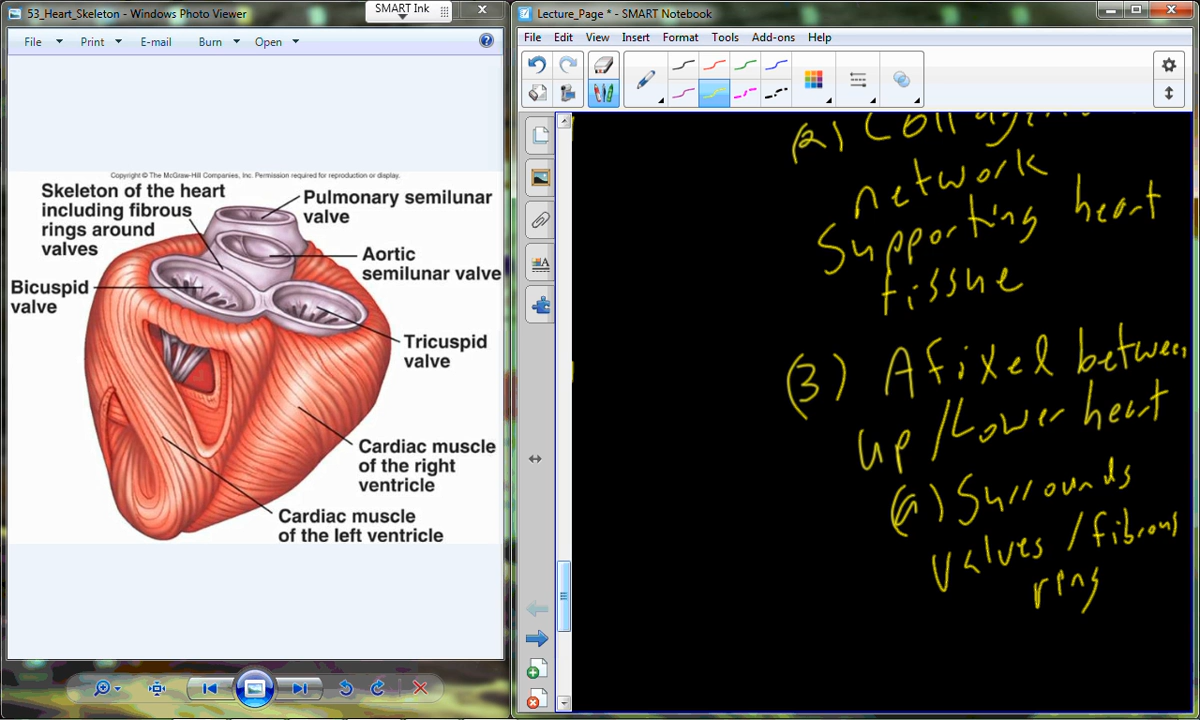 53_Heart_Skeleton - Windows Photo Viewer
SMART Ink
File
Print
E-mail
Burn
Open
Copyright © The McGraw-Hill Companies, Inc. Permission required for reproduction or display.
Skeleton of the heart
including fibrous
rings around
valves
Pulmonary semilunar
valve
Aortic
semilunar valve
Bicuspid
valve
Tricuspid
valve
Cardiac muscle
of the right
ventricle
Cardiac muscle
of the left ventricle
Lecture_Page * - SMART Notebook
File Edit View Insert Format Tools Add-ons Help
(2)
network
Supporting heart
tissue
(3) A fixel between
up/Lower heart
(a) Surrounds
valves/fibrous
ring